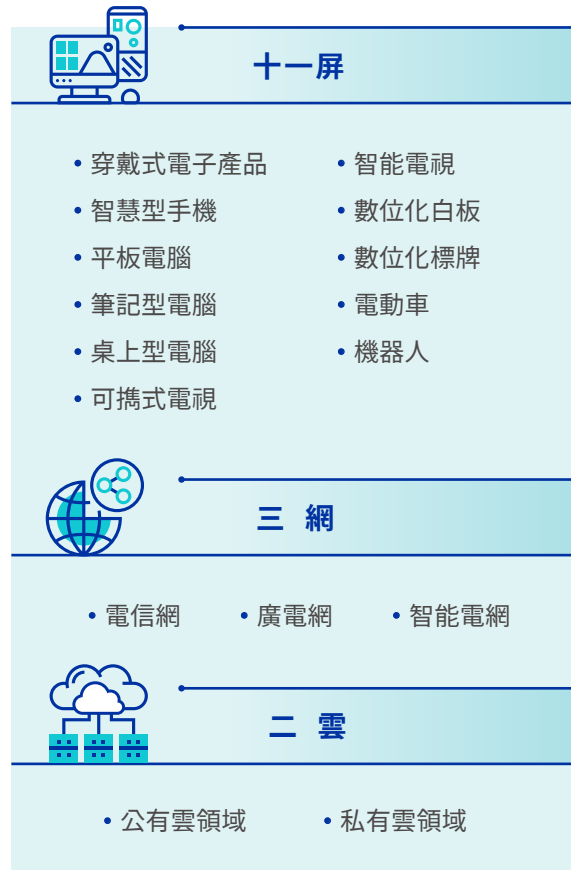 十一屏
穿戴式電子產品
智慧型手機
平板電腦
筆記型電腦
桌上型電腦
可携式電視
智能電視
數位化白板
數位化標牌
電動車
機器人
三 網
電信網
廣電網
智能電網
二 雲
公有雲領域
私有雲領域